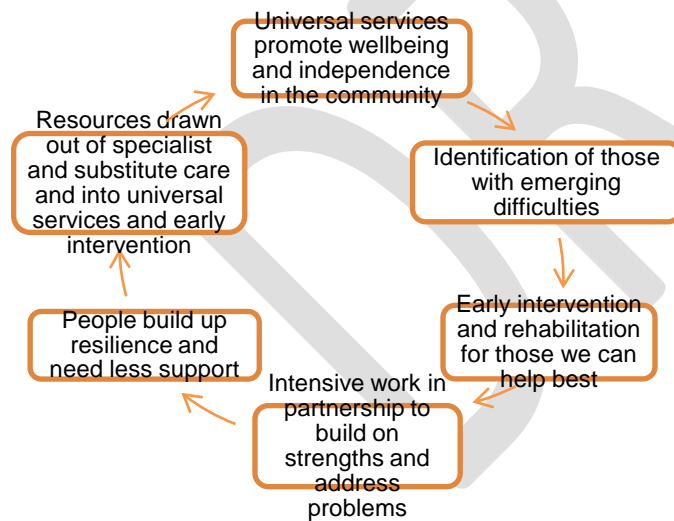 Universal services
promote wellbeing
and independence
in the community
Identification of those
with emerging
difficulties
Early intervention
and rehabilitation
for those we can
help best
Intensive work in
partnership to
build on
strengths and
address
problems
People build up
resilience and
need less support
Resources drawn
out of specialist
and substitute care
and into universal
services and early
intervention